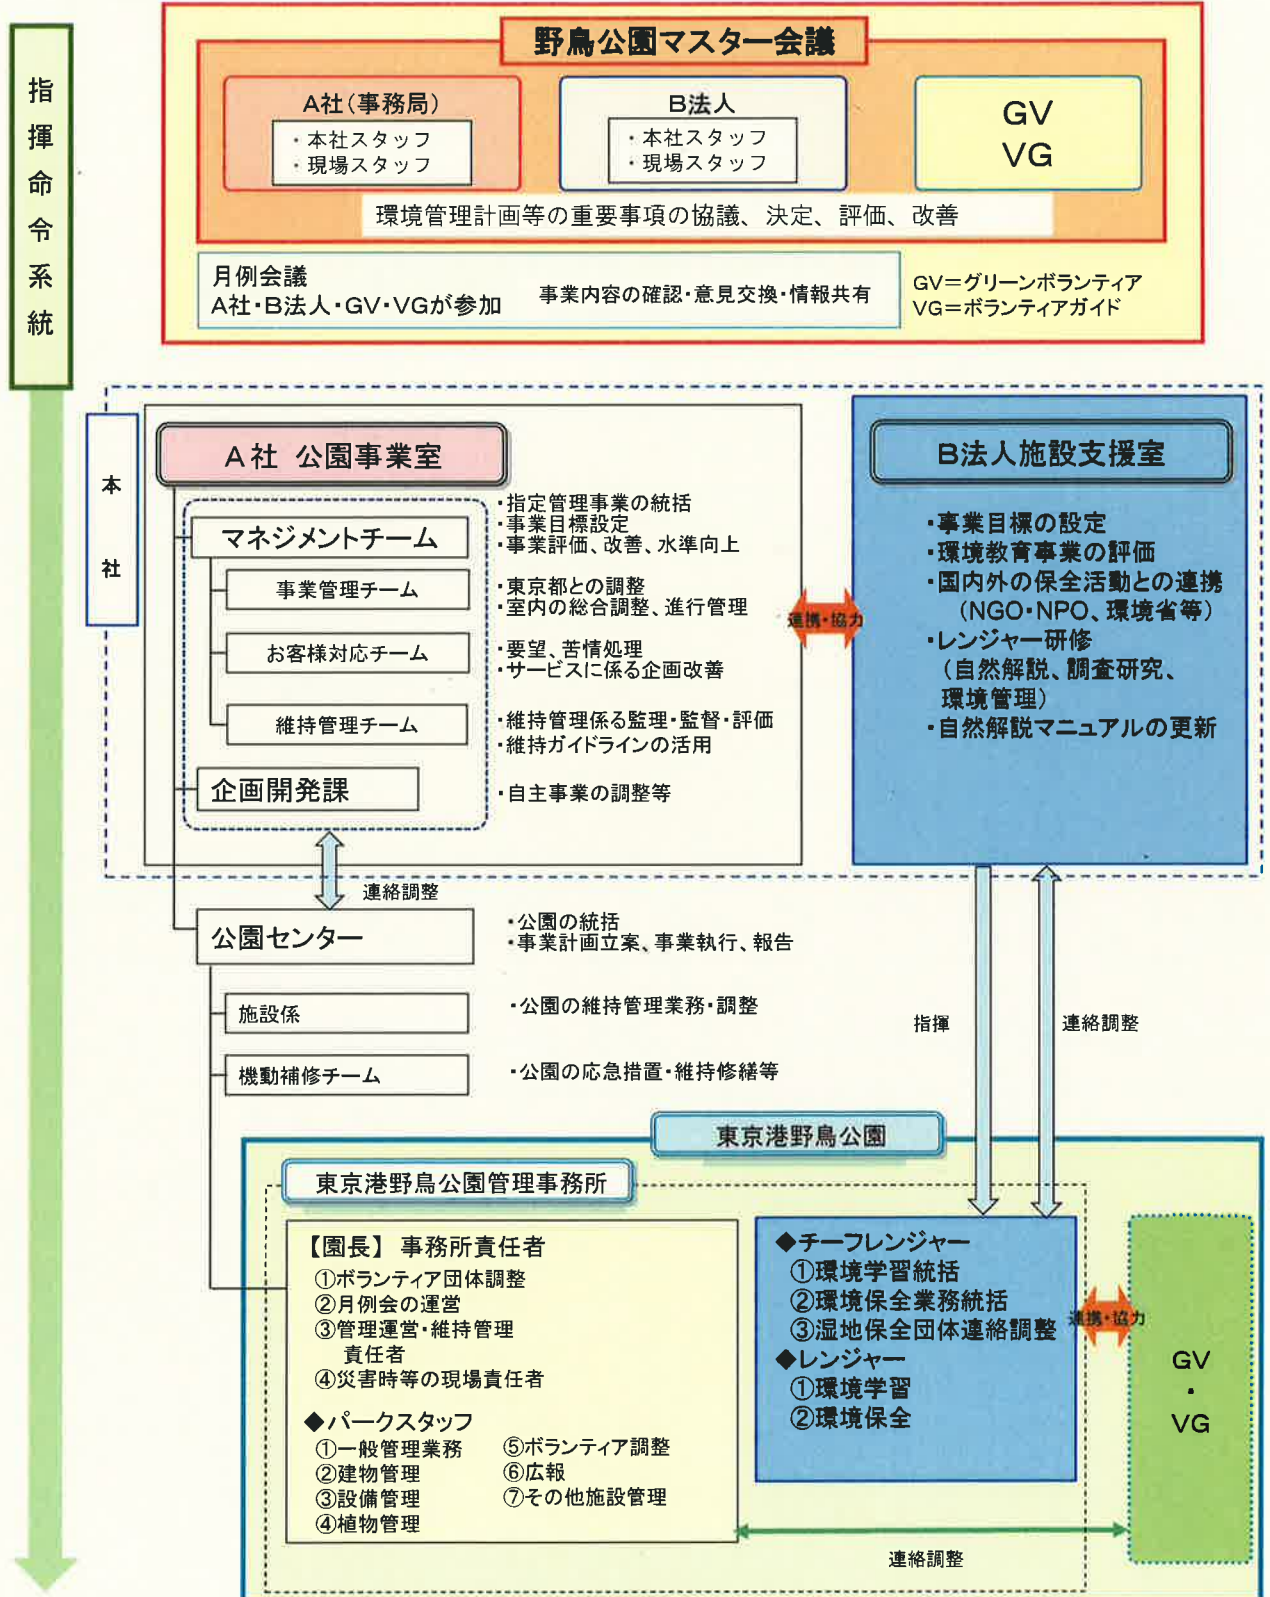 指揮命令系統
野鳥公園マスター会議
A社(事務局)
・本社スタッフ
・現場スタッフ
B法人
・本社スタッフ
・現場スタッフ
GV
VG
環境管理計画等の重要事項の協議、決定、評価、改善
月例会議
A社・B法人・GV・VGが参加
事業内容の確認・意見交換・情報共有
GV=グリーンボランティア
VG=ボランティアガイド
本社
A社 公園事業室
マネジメントチーム
・指定管理事業の統括
・事業目標設定
・事業評価、改善、水準向上
事業管理チーム
・東京都との調整
・室内の総合調整、進行管理
お客様対応チーム
・要望、苦情処理
・サービスに係る企画改善
維持管理チーム
・維持管理係る監理・監督・評価
・維持ガイドラインの活用
企画開発課
・自主事業の調整等
連携・協力
B法人施設支援室
・事業目標の設定
・環境教育事業の評価
・国内外の保全活動との連携
(NGO・NPO、環境省等)
・レンジャー研修
(自然解説、調査研究、
環境管理)
・自然解説マニュアルの更新
連絡調整
公園センター
・公園の統括
・事業計画立案、事業執行、報告
施設係
・公園の維持管理業務・調整
機動補修チーム
・公園の応急措置・維持修繕等
指揮
連絡調整
東京港野鳥公園
東京港野鳥公園管理事務所
【園長】 事務所責任者
①ボランティア団体調整
②月例会の運営
③管理運営・維持管理
責任者
④災害時等の現場責任者
◆パークスタッフ
①一般管理業務
②建物管理
③設備管理
④植物管理
⑤ボランティア調整
⑥広報
⑦その他施設管理
◆チーフレンジャー
①環境学習統括
②環境保全業務統括
③湿地保全団体連絡調整
◆レンジャー
①環境学習
②環境保全
連携・協力
GV
・
VG
連絡調整